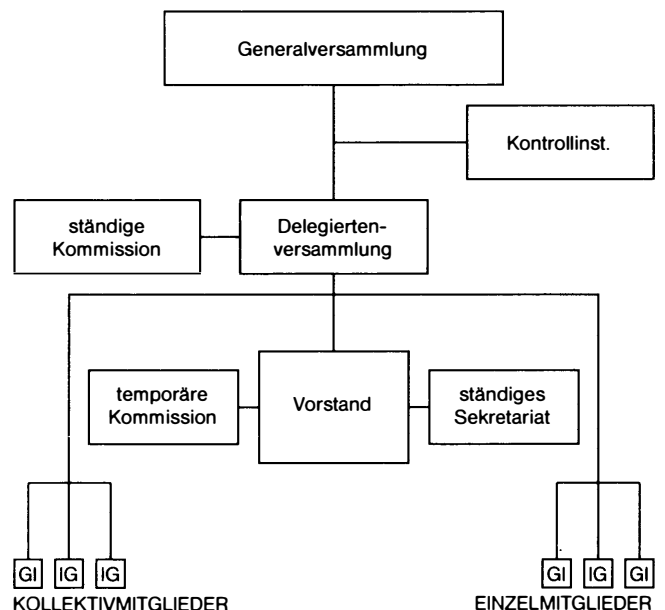 Generalversammlung
Kontrollinst.
ständige
Kommission
Delegierten-
versammlung
temporäre
Kommission
Vorstand
ständiges
Sekretariat
GI IG IG
GI IG GI
KOLLEKTIVMITGLIEDER
EINZELMITGLIEDER